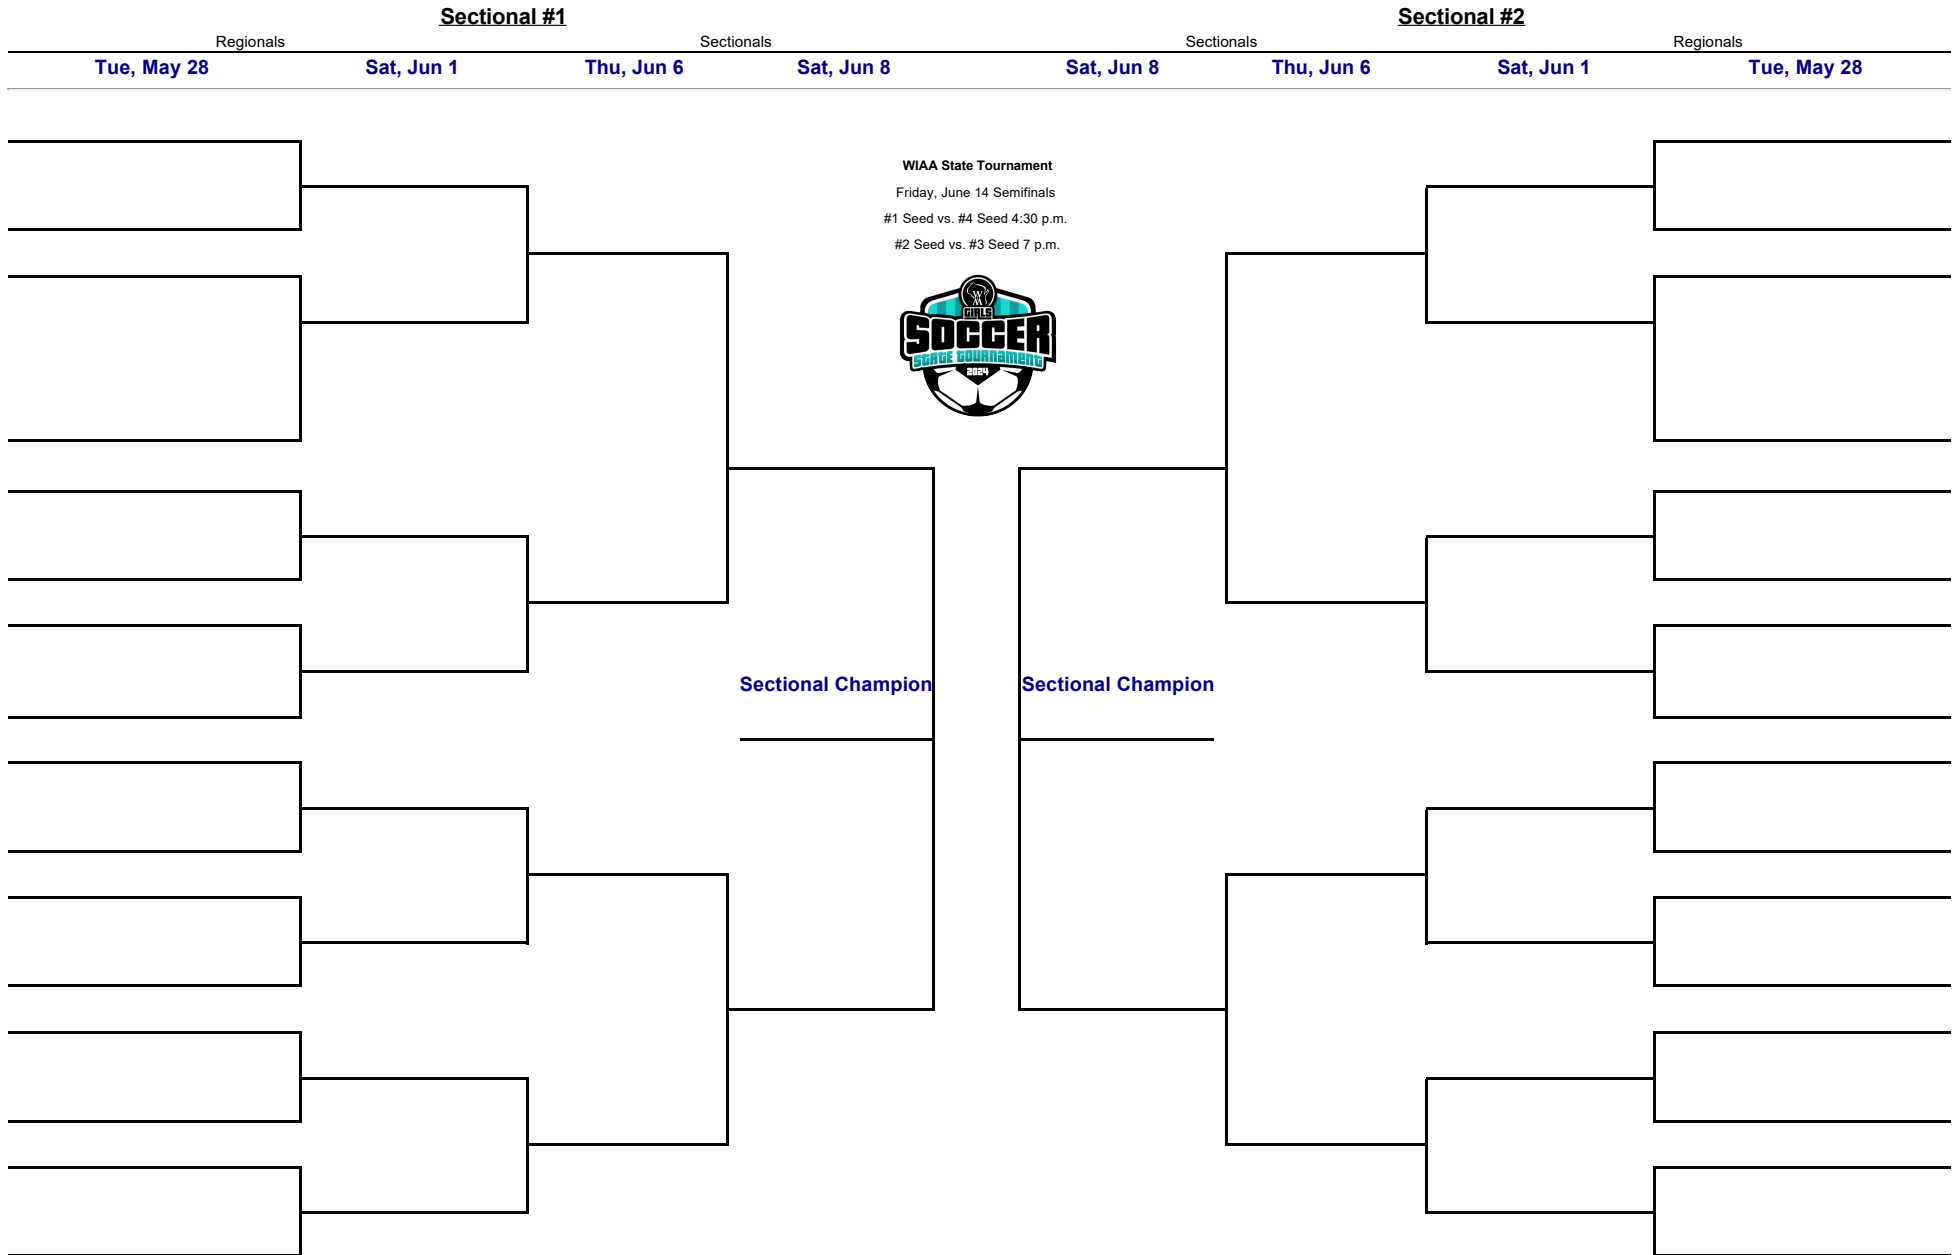 Sectional #1 Sectional #2
Regionals Sectionals Sectionals Regionals
Tue, May 28 Sat, Jun 1 Thu, Jun 6 Sat, Jun 8 Sat, Jun 8 Thu, Jun 6 Sat, Jun 1 Tue, May 28
WIAA State Tournament
Friday, June 14 Semifinals
#1 Seed vs. #4 Seed 4:30 p.m.
#2 Seed vs. #3 Seed 7 p.m.
GIRLS
SOCCER
STATE TOURNAMENT
2024
Sectional Champion Sectional Champion